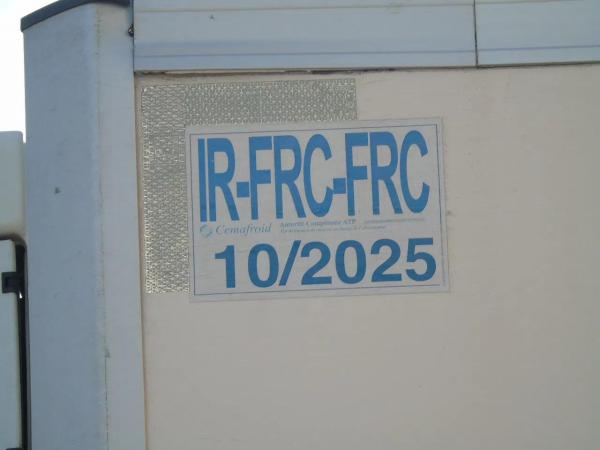 IR-FRC-FRC
Cemafroid Autorité Compétente ATP
10/2025